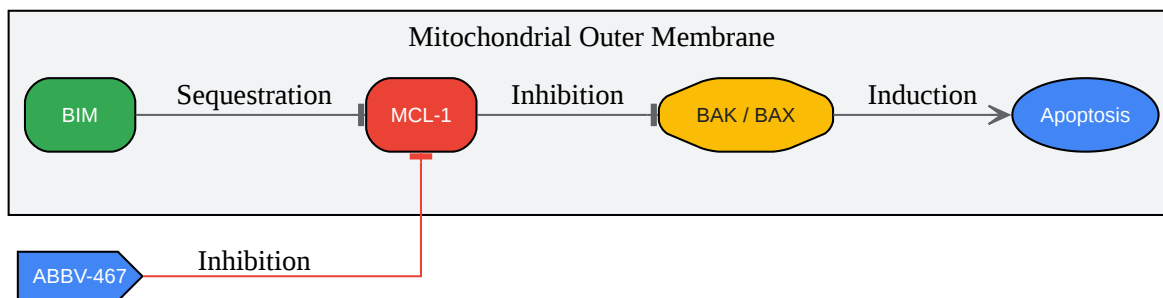 Mitochondrial Outer Membrane
BIM
Sequestration
MCL-1
Inhibition
BAK / BAX
Induction
Apoptosis
ABBV-467
Inhibition